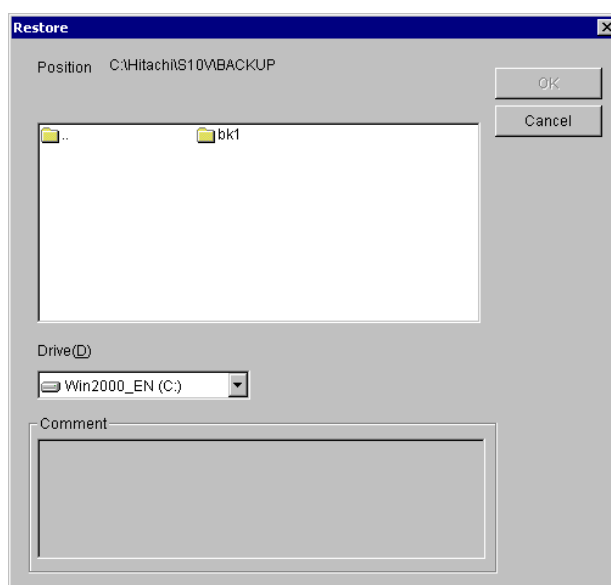 Restore
Position C:\Hitachi\S10V\BACKUP
OK
Cancel
.. bk1
Drive(D)
Win2000_EN (C:)
Comment